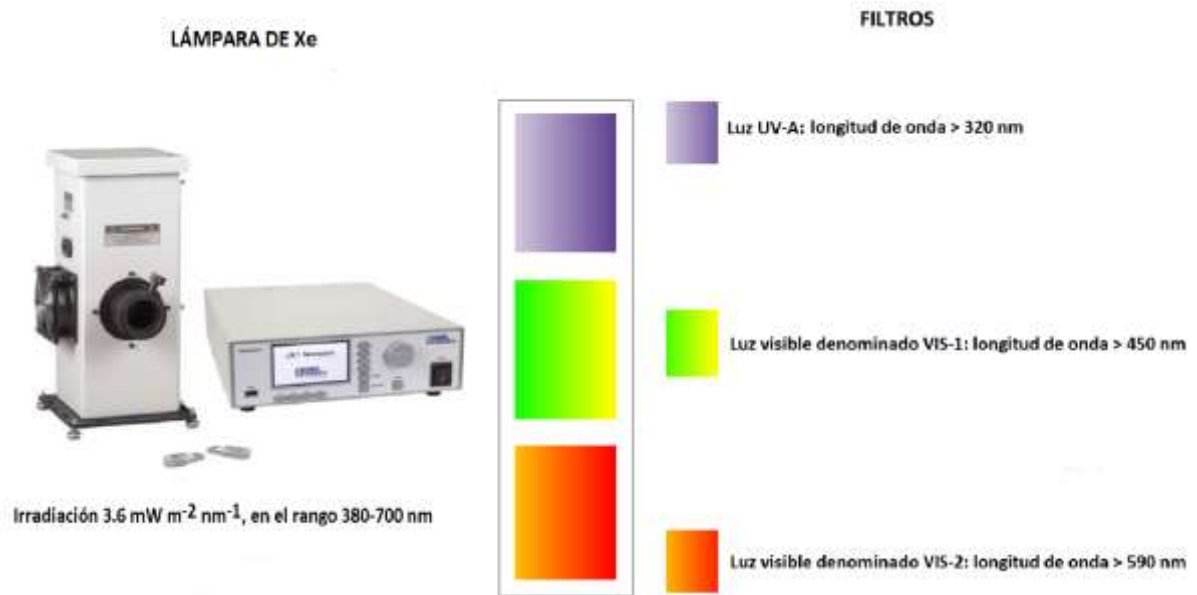 FILTROS
LÁMPARA DE Xe
Luz UV-A: longitud de onda > 320 nm
Luz visible denominado VIS-1: longitud de onda > 450 nm
Irradiación 3.6 mW m-2 nm-1, en el rango 380-700 nm
Luz visible denominado VIS-2: longitud de onda > 590 nm